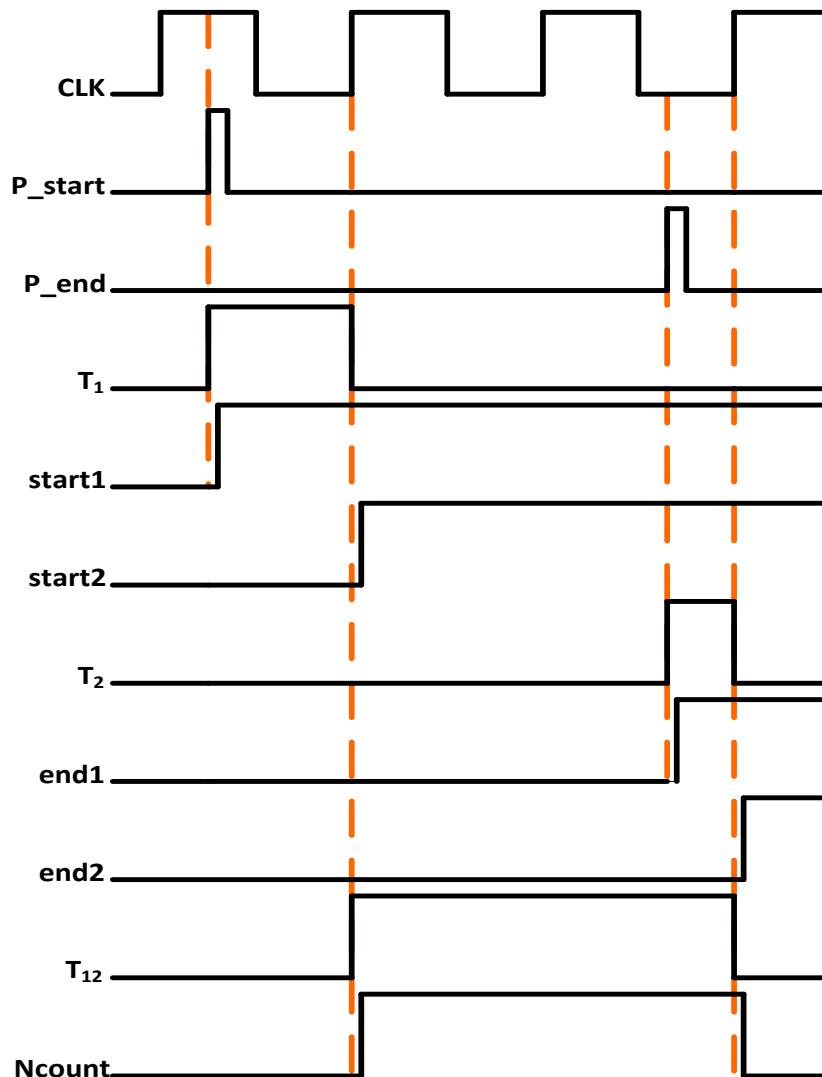 CLK
P_start
P_end
T₁
start1
start2
T₂
end1
end2
T₁₂
Ncount